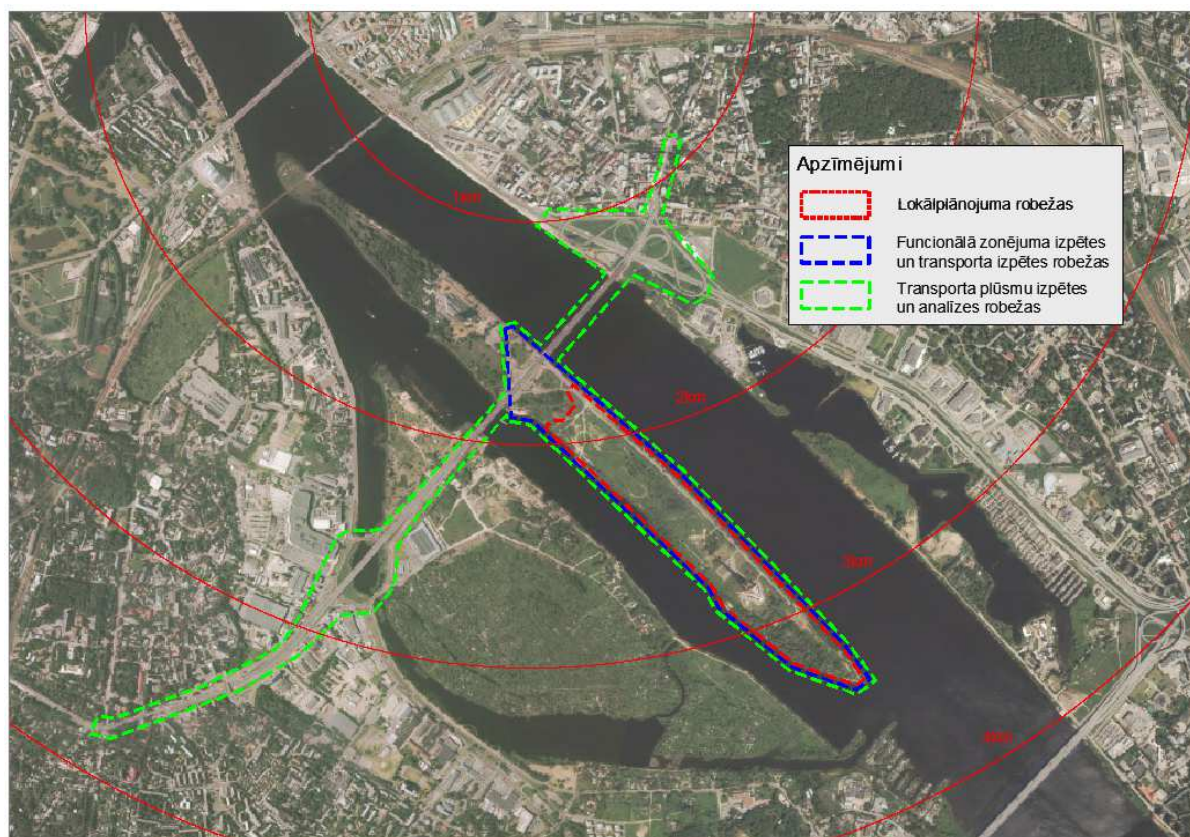 Apzīmējumi
Lokālplānojuma robežas
Funcionālā zonējuma izpētes
un transporta izpētes robežas
Transporta plūsmu izpētes
un analīzes robežas
1km
2km
3km
4km